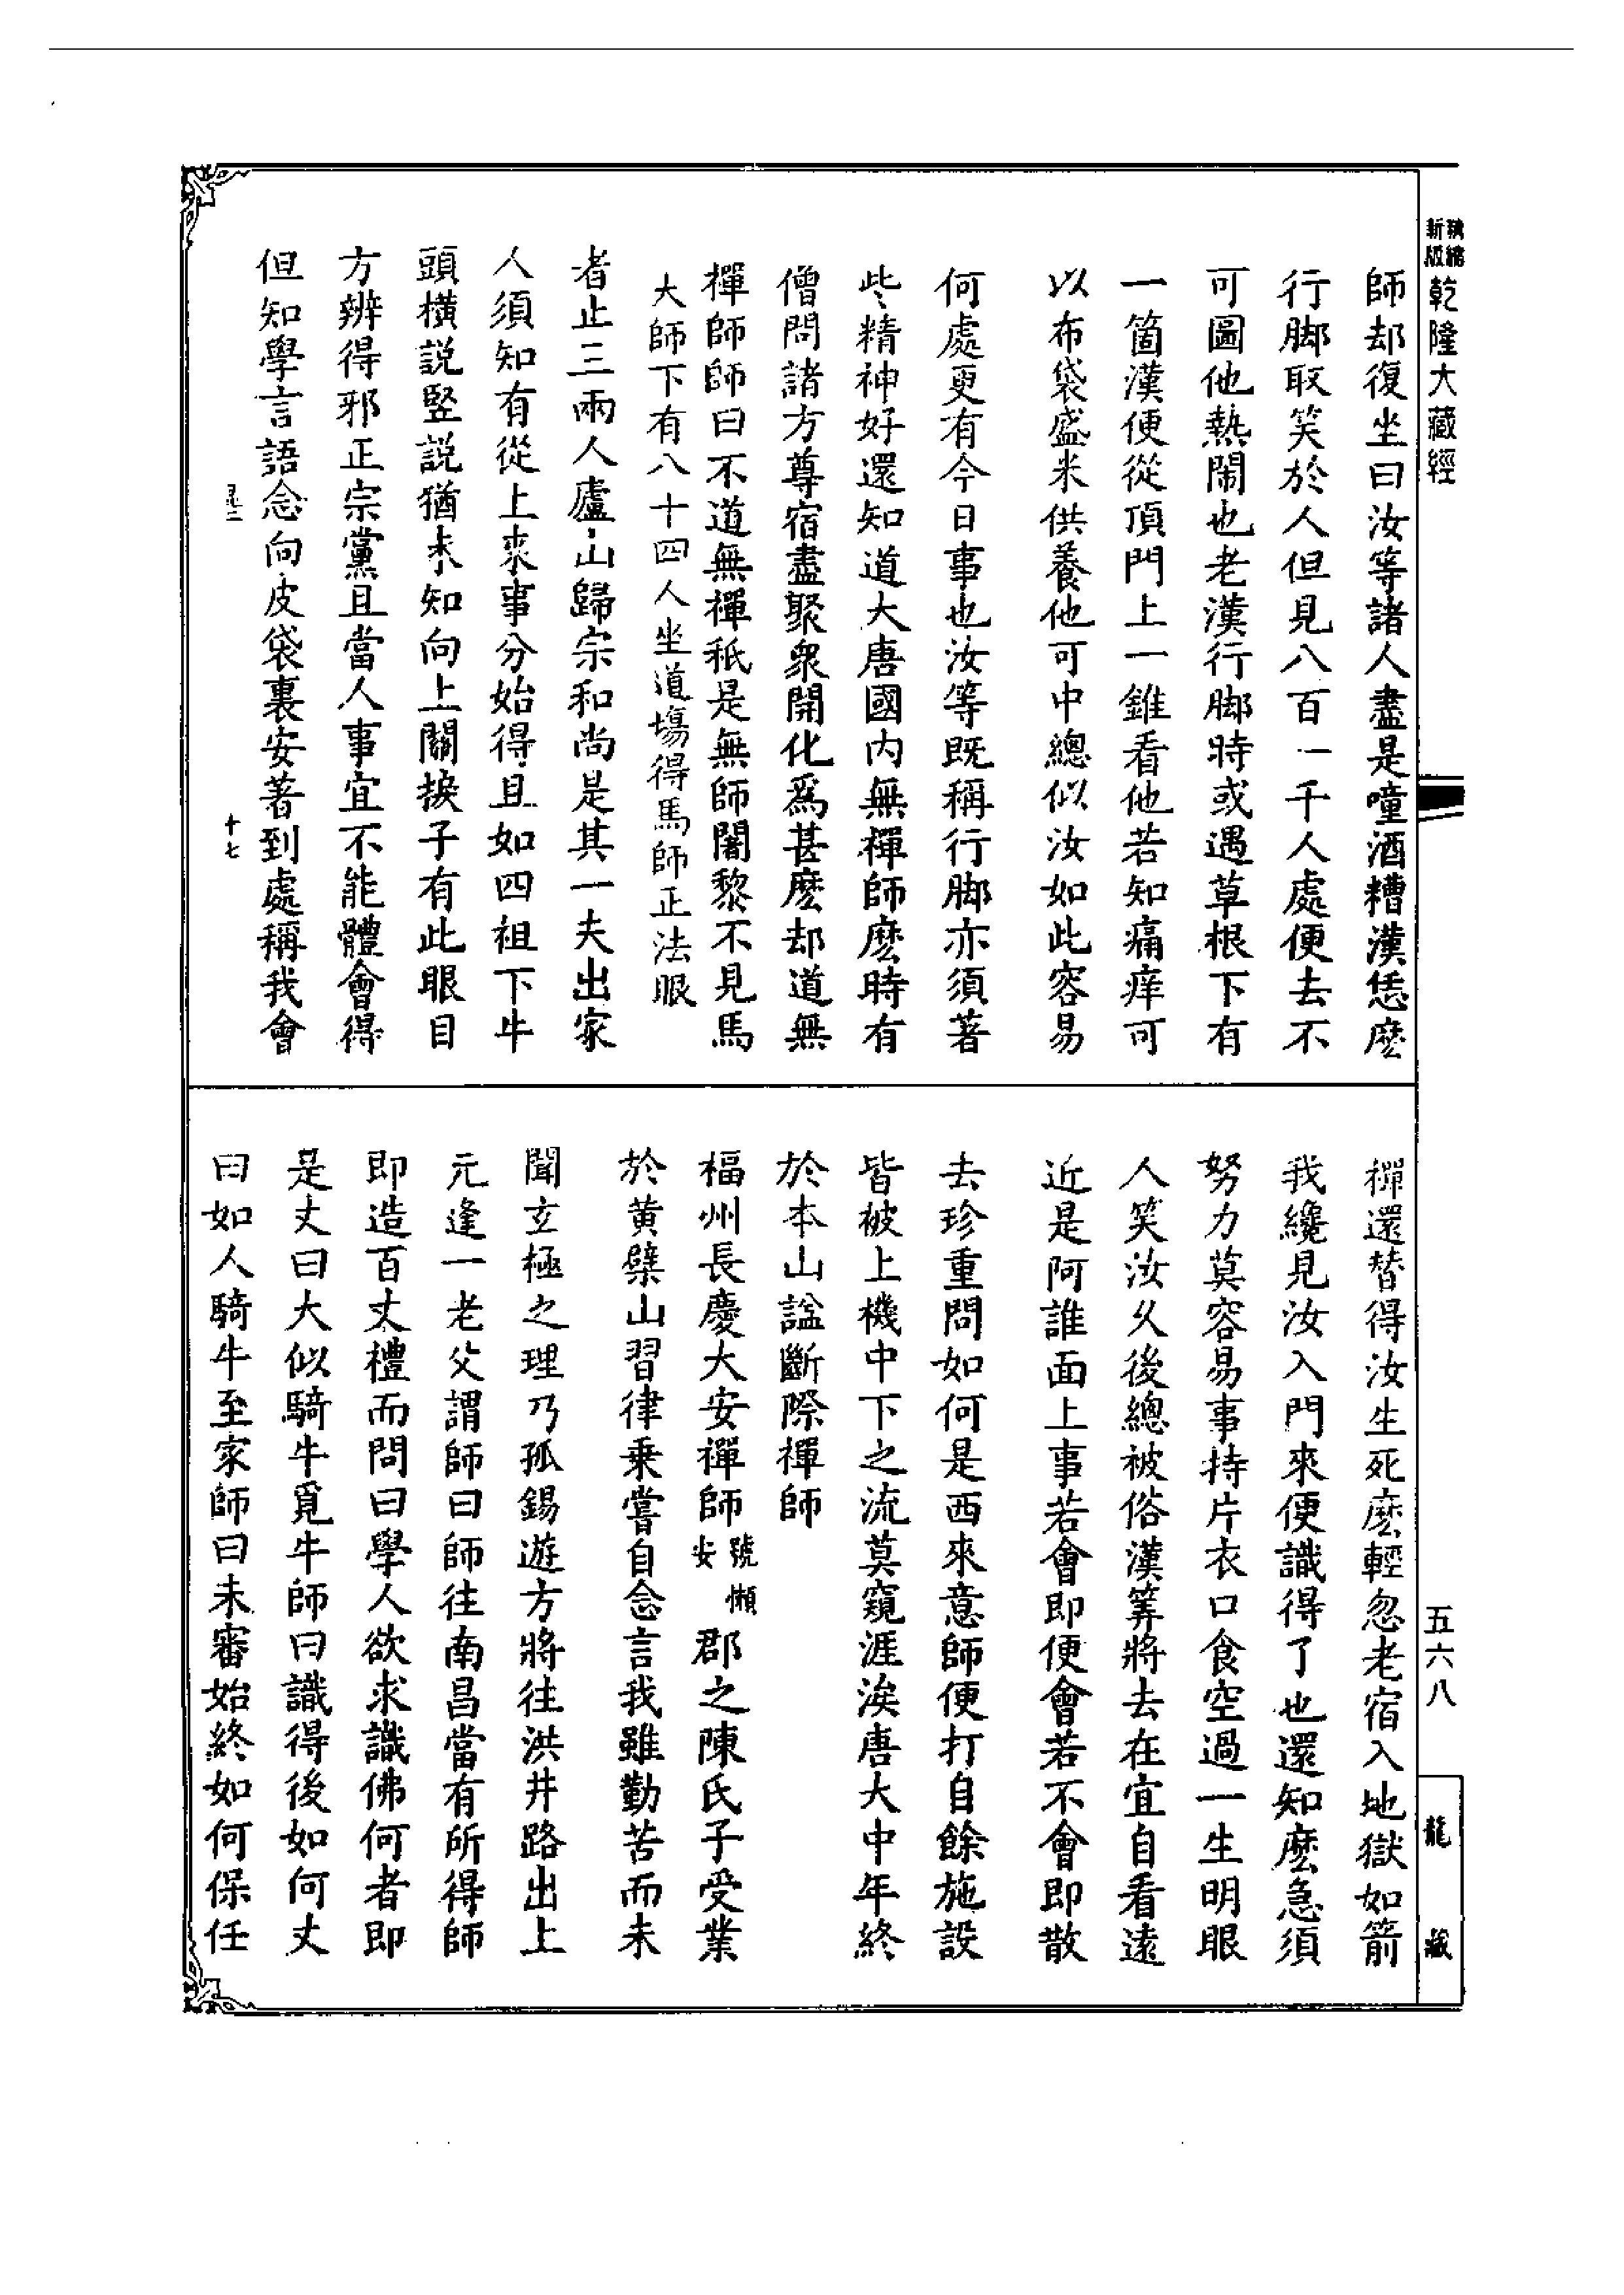 精縮
新版
乾隆大藏經
師却復坐曰汝等諸人盡是噇酒糟漢恁麽
行脚取笑於人但見八百一千人處便去不
可圖他熱鬧也老漢行脚時或遇草根下有
一箇漢便從頂門上一錐看他若知痛痒可
以布袋盛米供養他可中總似汝如此容易
何處更有今日事也汝等既稱行脚亦須著
些精神好還知道大唐國內無禪師麽時有
僧問諸方尊宿盡聚衆開化爲甚麽却道無
禪師師曰不道無禪秖是無師闍黎不見馬
大師下有八十四人坐道塲得馬師正法眼
者止三兩人廬山歸宗和尚是其一夫出家
人須知有從上來事分始得且如四祖下牛
頭橫說竪說猶未知向上關捩子有此眼目
方辨得邪正宗黨且當人事宜不能體會得
但知學言語念向皮袋裏安著到處稱我會
十七
禪還替得汝生死麽輕忽老宿入地獄如箭
我纔見汝入門來便識得了也還知麽急須
努力莫容易事持片衣口食空過一生明眼
人笑汝久後總被俗漢筭將去在宜自看遠
近是阿誰面上事若會即便會若不會即散
去珍重問如何是西來意師便打自餘施設
皆被上機中下之流莫窺涯涘唐大中年終
於本山諡斷際禪師
福州長慶大安禪師號懶安郡之陳氏子受業
於黃檗山習律乘嘗自念言我雖勤苦而未
聞玄極之理乃孤錫遊方將往洪井路出上
元逢一老父謂師曰師往南昌當有所得師
即造百丈禮而問曰學人欲求識佛何者即
是丈曰大似騎牛覓牛師曰識得後如何丈
曰如人騎牛至家師曰未審始終如何保任
五六八
龍藏